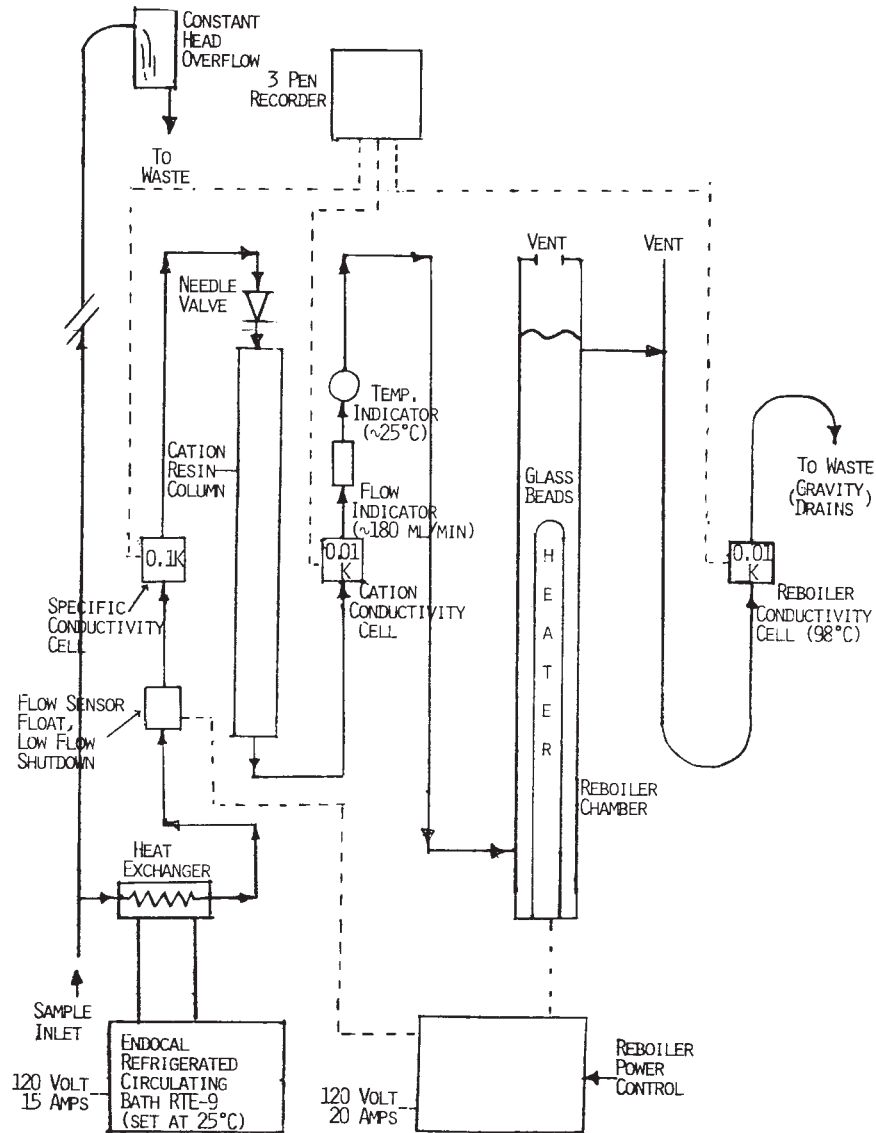 CONSTANT
HEAD
OVERFLOW
3 PEN
RECORDER
TO
WASTE
VENT
VENT
NEEDLE
VALVE
TEMP.
INDICATOR
(~25°C)
CATION
RESIN
COLUMN
FLOW
INDICATOR
(~180 ML/MIN)
GLASS
BEADS
TO WASTE
(GRAVITY
DRAINS)
0.1K
0.01
K
0.01
K
SPECIFIC
CONDUCTIVITY
CELL
CATION
CONDUCTIVITY
CELL
HEATER
REBOILER
CONDUCTIVITY
CELL (98°C)
FLOW SENSOR
FLOAT,
LOW FLOW
SHUTDOWN
REBOILER
CHAMBER
HEAT
EXCHANGER
SAMPLE
INLET
ENDOCAL
REFRIGERATED
CIRCULATING
BATH RTE-9
(SET AT 25°C)
120 VOLT
15 AMPS
120 VOLT
20 AMPS
REBOILER
POWER
CONTROL